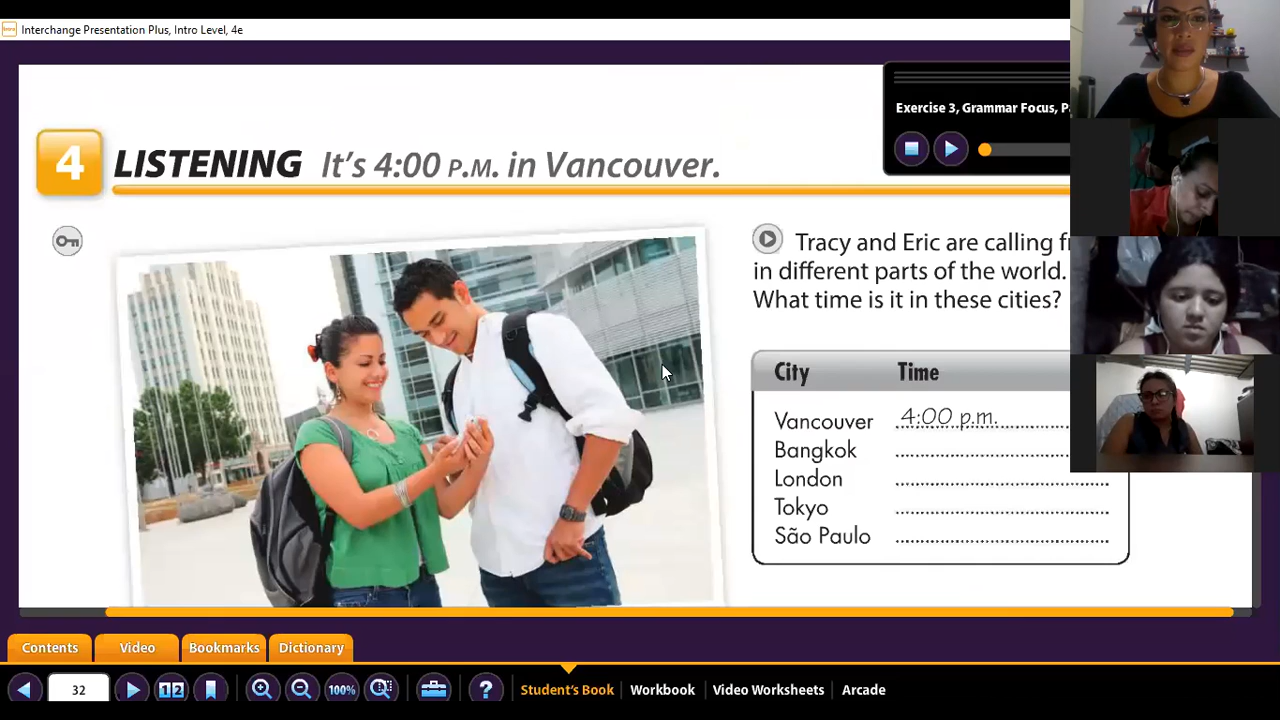 Interchange Presentation Plus, Intro Level, 4e
Exercise 3, Grammar Focus, P
4 LISTENING It's 4:00 P.M. in Vancouver.
Tracy and Eric are calling
in different parts of the world.
What time is it in these cities?
City Time
Vancouver 4:00 p.m.
Bangkok
London
Tokyo
São Paulo
Contents Video Bookmarks Dictionary
32 12 100% ? Student's Book Workbook Video Worksheets Arcade